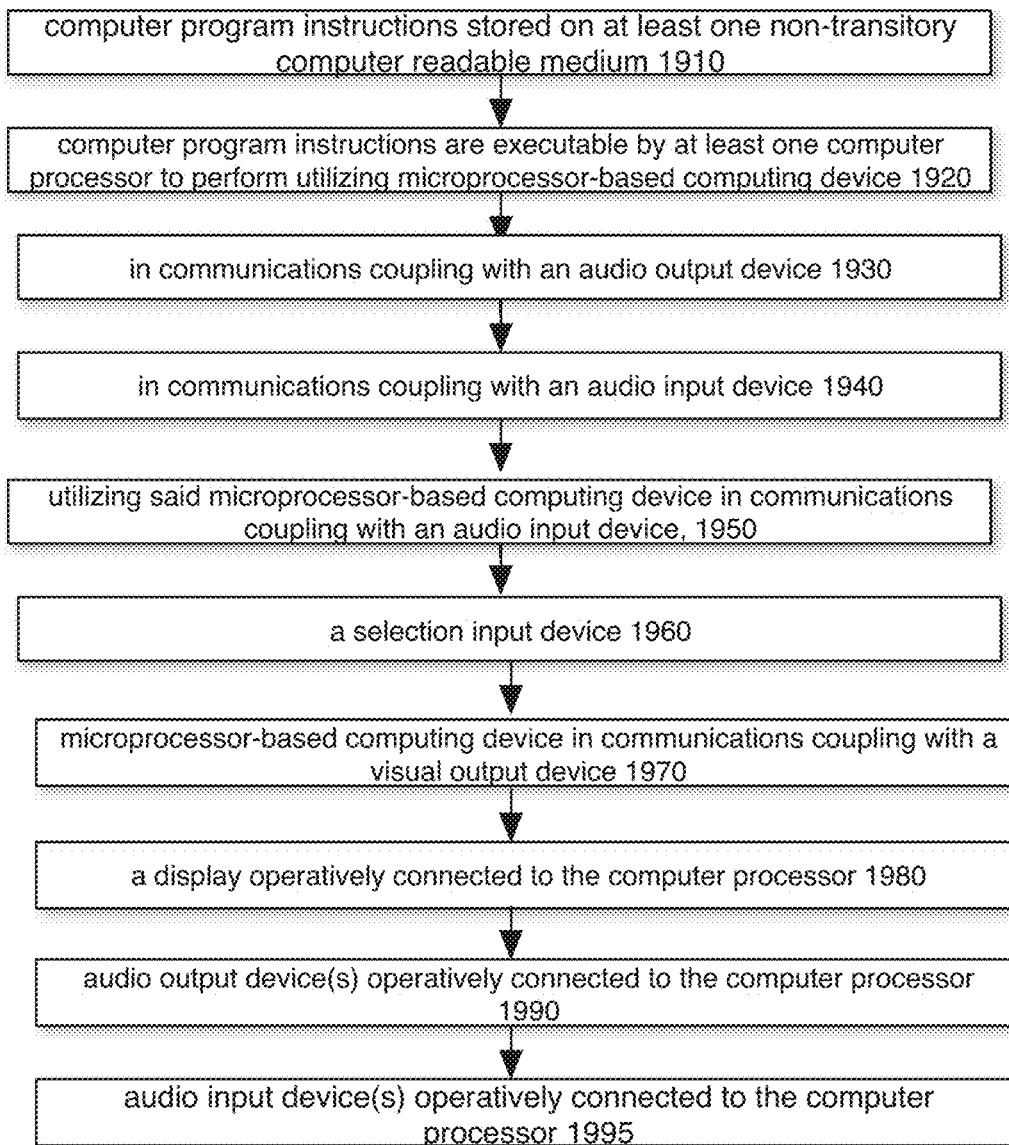 computer program instructions stored on at least one non-transitory
computer readable medium 1910
computer program instructions are executable by at least one computer
processor to perform utilizing microprocessor-based computing device 1920
in communications coupling with an audio output device 1930
in communications coupling with an audio input device 1940
utilizing said microprocessor-based computing device in communications
coupling with an audio input device, 1950
a selection input device 1960
microprocessor-based computing device in communications coupling with a
visual output device 1970
a display operatively connected to the computer processor 1980
audio output device(s) operatively connected to the computer processor
1990
audio input device(s) operatively connected to the computer
processor 1995